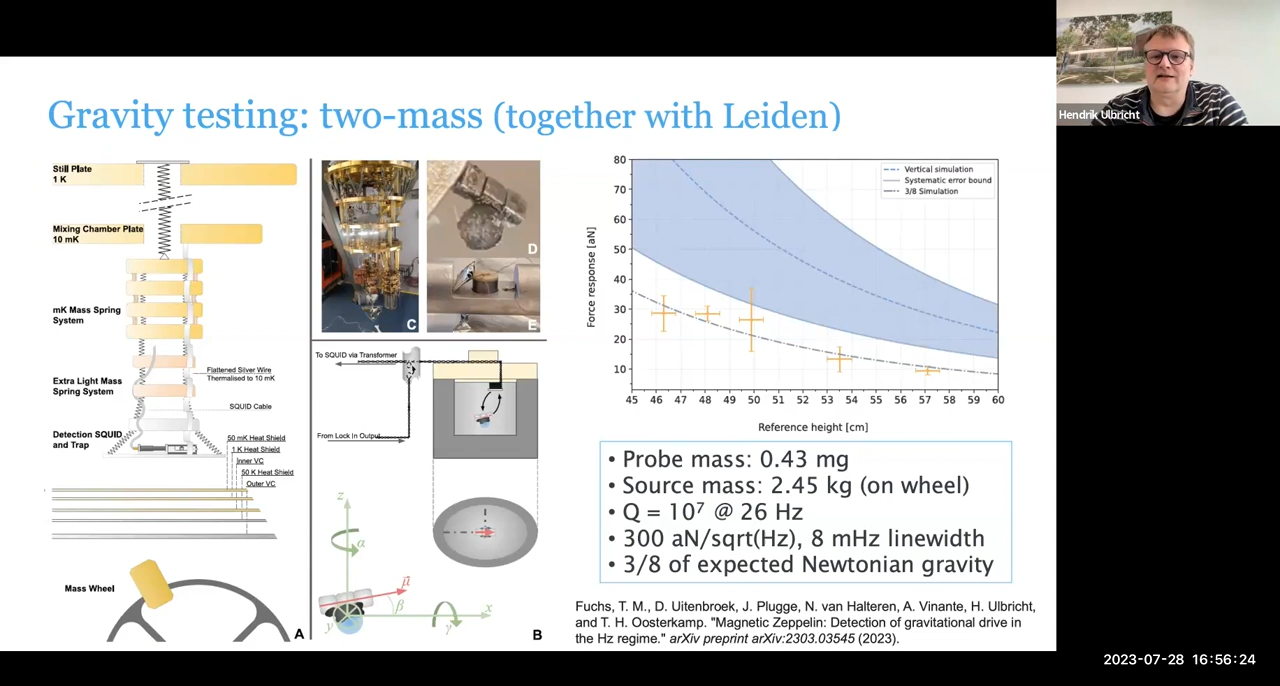 Gravity testing: two-mass (together with Leiden)
Still Plate
1 K
Mixing Chamber Plate
10 mK
mK Mass Spring
System
Extra Light Mass
Spring System
Flattened Silver Wire
Thermalised to 10 mK
SQUID Cable
Detection SQUID
and Trap
50 mK Heat Shield
1 K Heat Shield
Inner VC
50 K Heat Shield
Outer VC
Mass Wheel
A
C
D
E
To SQUID via Transformer
From Lock In Output
z
α
μ⃗
β
x
y
γ
B
Force response [aN]
80
70
60
50
40
30
20
10
45 46 47 48 49 50 51 52 53 54 55 56 57 58 59 60
Reference height [cm]
Vertical simulation
Systematic error bound
3/8 Simulation
• Probe mass: 0.43 mg
• Source mass: 2.45 kg (on wheel)
• Q = 10⁷ @ 26 Hz
• 300 aN/sqrt(Hz), 8 mHz linewidth
• 3/8 of expected Newtonian gravity
Fuchs, T. M., D. Uitenbroek, J. Plugge, N. van Halteren, A. Vinante, H. Ulbricht,
and T. H. Oosterkamp. "Magnetic Zeppelin: Detection of gravitational drive in
the Hz regime." arXiv preprint arXiv:2303.03545 (2023).
Hendrik Ulbricht
2023-07-28 16:56:24